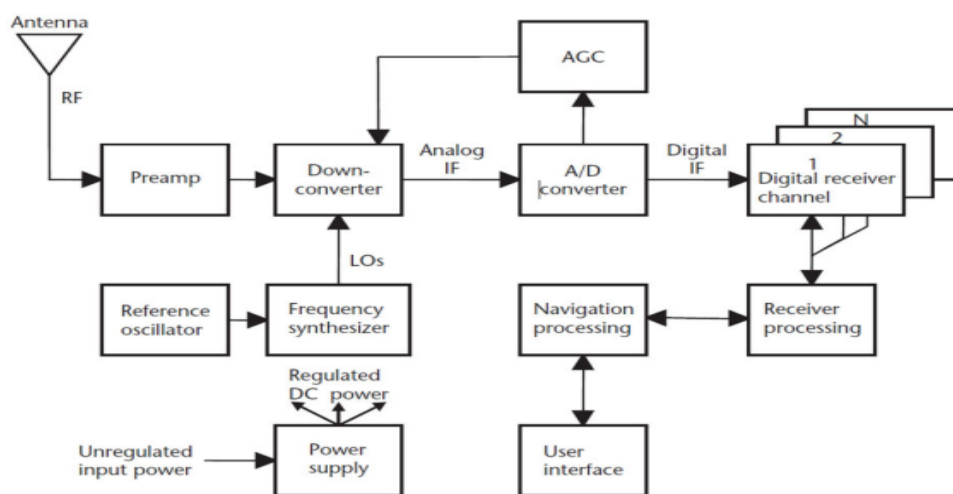 Antenna
RF
Preamp
Down-
converter
Analog
IF
AGC
A/D
converter
Digital
IF
N
2
1
Digital receiver
channel
LOs
Reference
oscillator
Frequency
synthesizer
Navigation
processing
Receiver
processing
Regulated
DC power
Unregulated
input power
Power
supply
User
interface